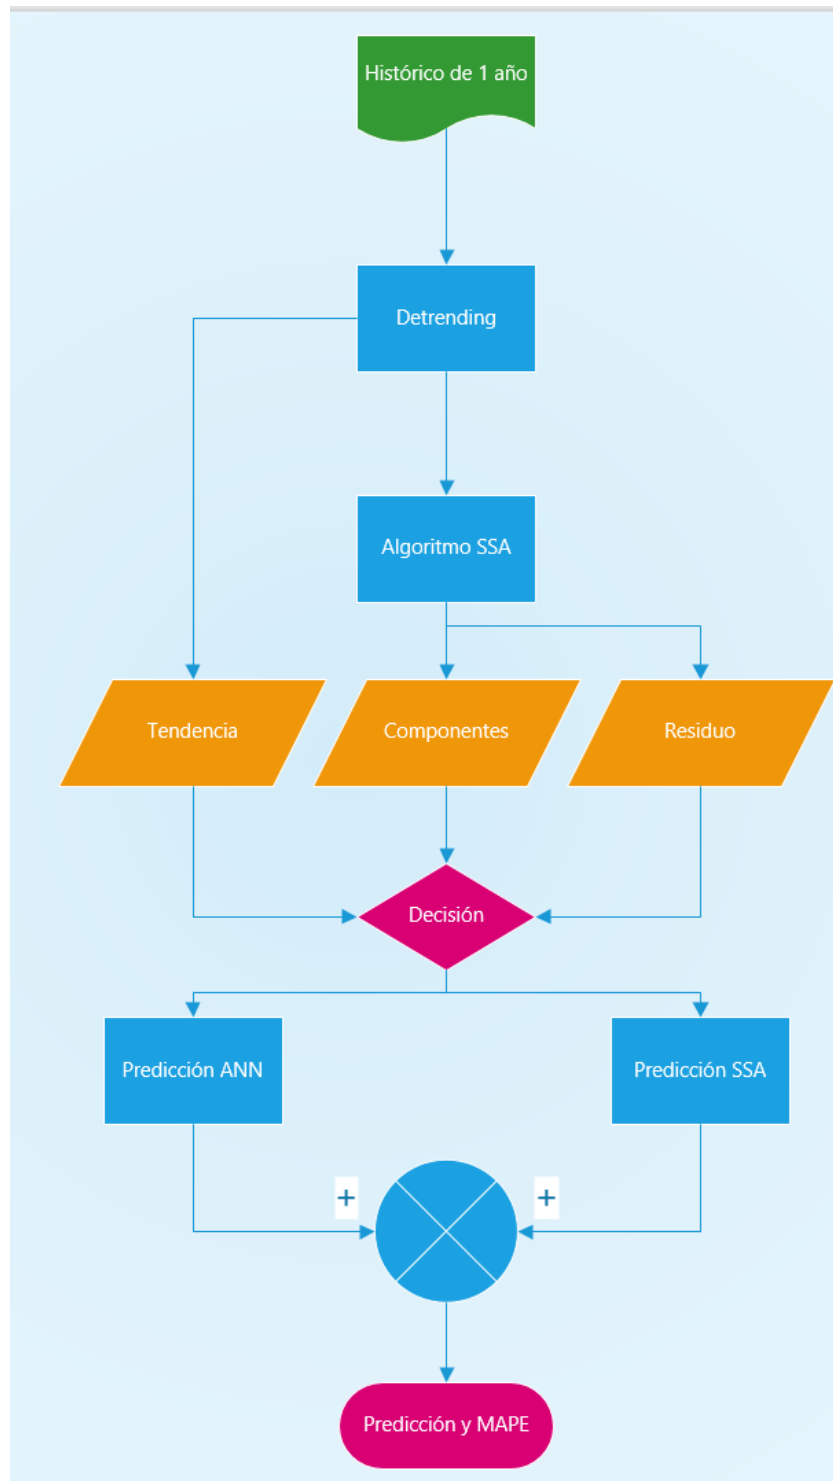 Histórico de 1 año
Detrending
Algoritmo SSA
Tendencia
Componentes
Residuo
Decisión
Predicción ANN
Predicción SSA
+
+
Predicción y MAPE